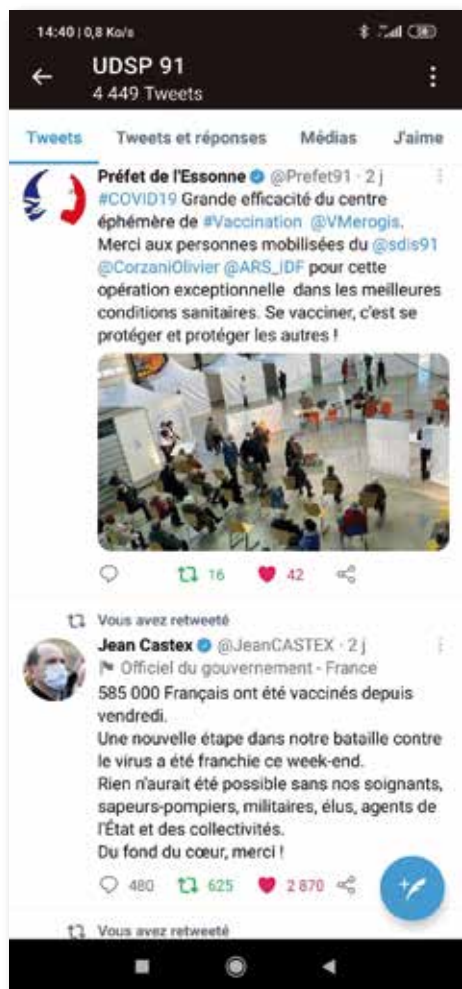 14:40 | 0,8 Ko/s
UDSP 91
4 449 Tweets
Tweets Tweets et réponses Médias J'aime
Préfet de l'Essonne @Prefet91 · 2 j
#COVID19 Grande efficacité du centre
éphémère de #Vaccination @VMerogis.
Merci aux personnes mobilisées du @sdis91
@CorzaniOlivier @ARS_IDF pour cette
opération exceptionnelle dans les meilleures
conditions sanitaires. Se vacciner, c'est se
protéger et protéger les autres !
16 42
Vous avez retweeté
Jean Castex @JeanCASTEX · 2 j
Officiel du gouvernement - France
585 000 Français ont été vaccinés depuis
vendredi.
Une nouvelle étape dans notre bataille contre
le virus a été franchie ce week-end.
Rien n'aurait été possible sans nos soignants,
sapeurs-pompiers, militaires, élus, agents de
l'État et des collectivités.
Du fond du cœur, merci !
480 625 2 870
Vous avez retweeté